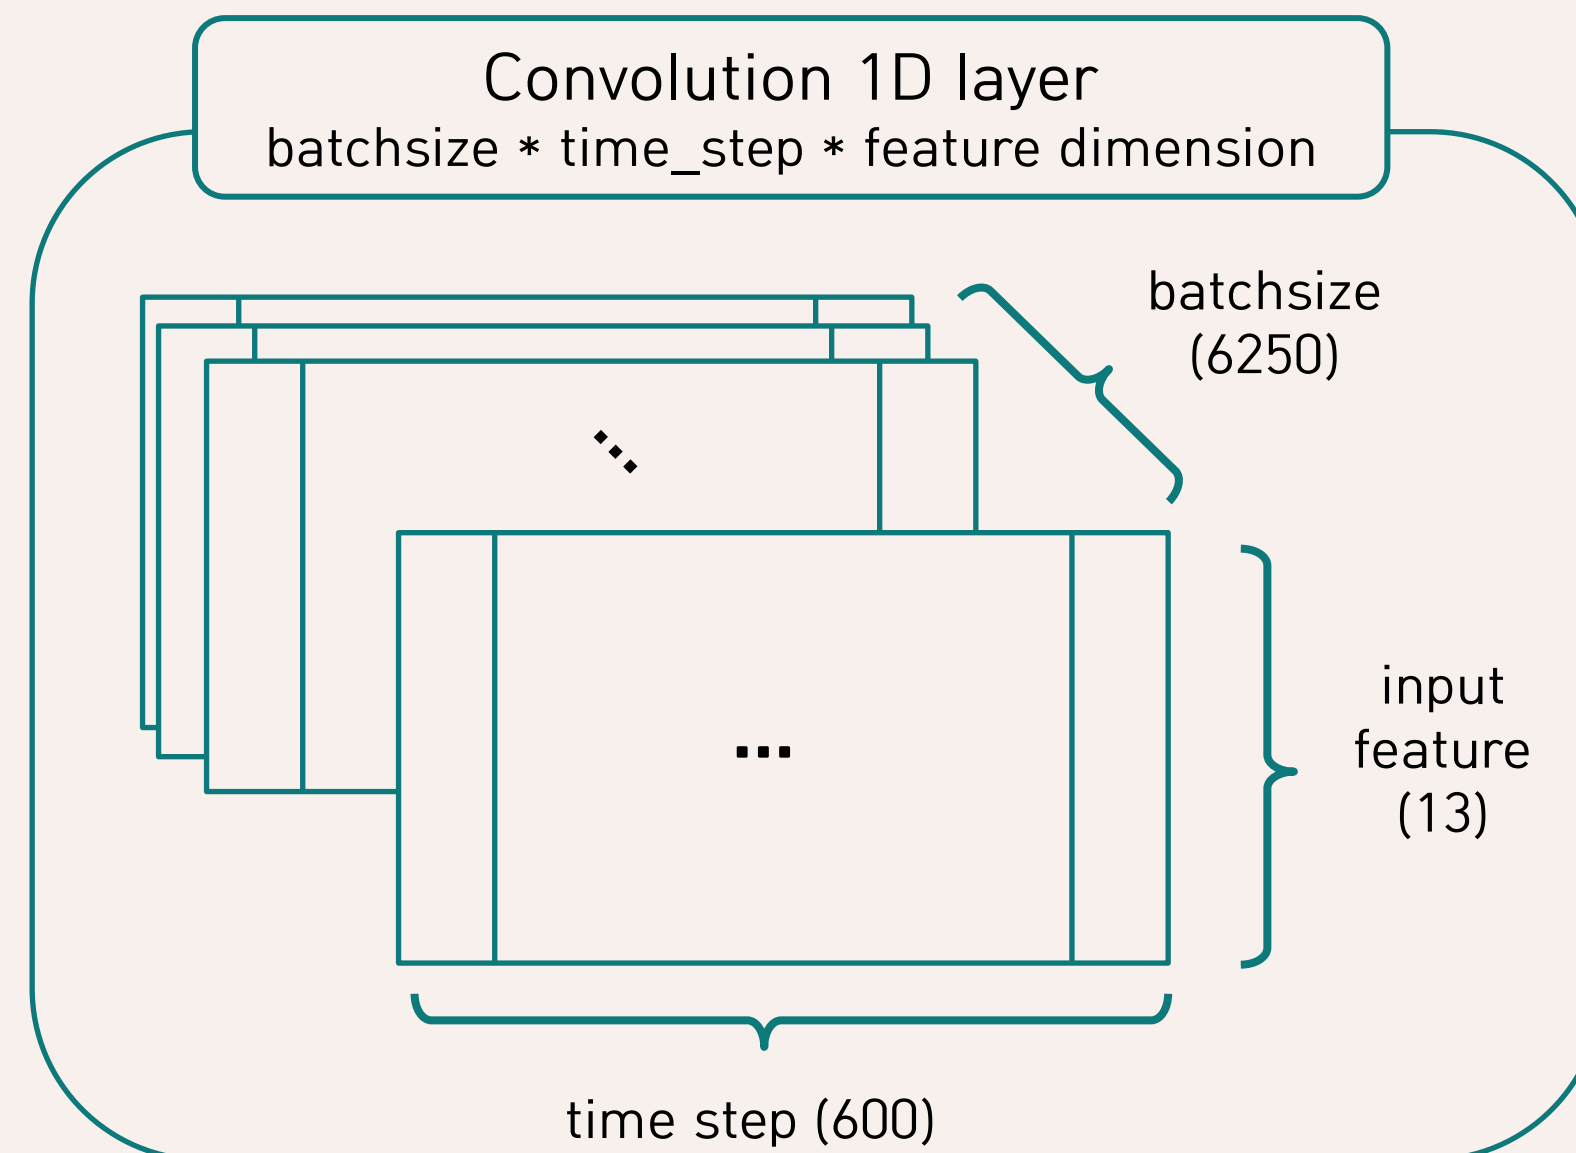 Convolution 1D layer
batchsize * time_step * feature dimension
batchsize
(6250)
...
...
input
feature
(13)
time step (600)